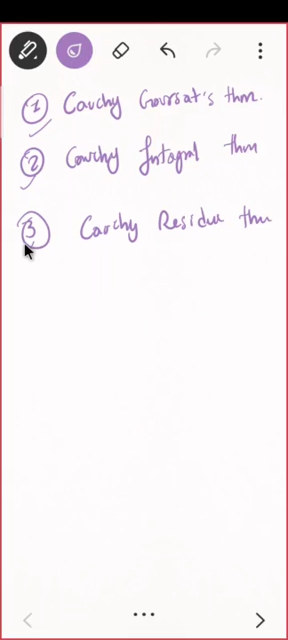 ① Cauchy Goursat's thm.
② Cauchy Integral thm
③ Cauchy Residue thm